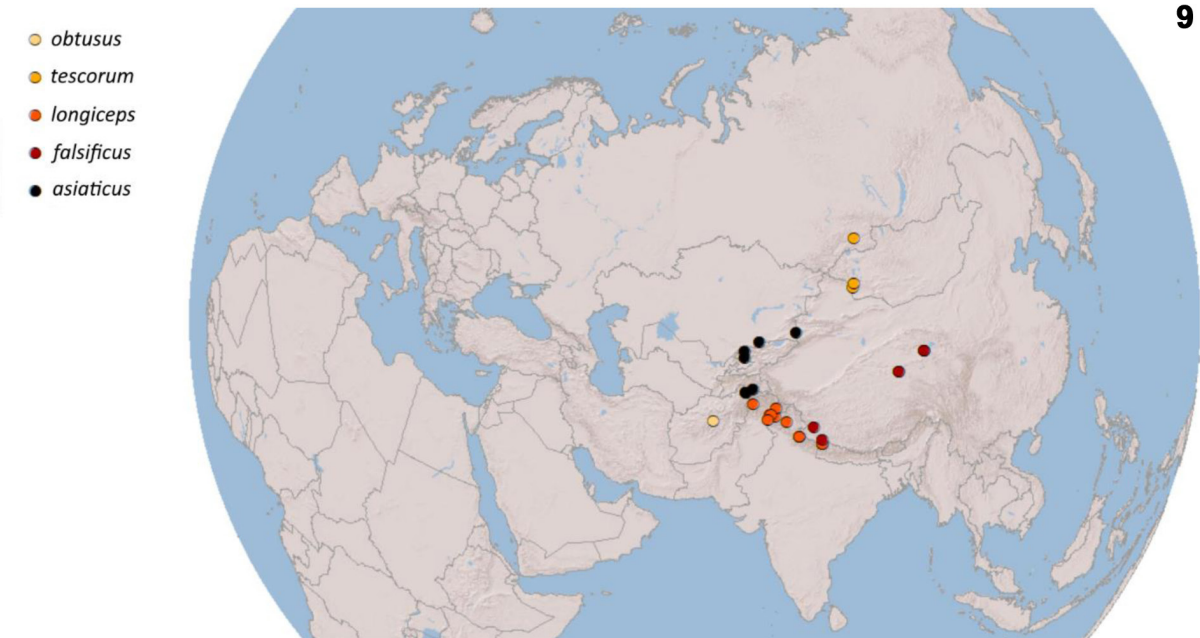 9
obtusus
tescorum
longiceps
falsificus
asiaticus